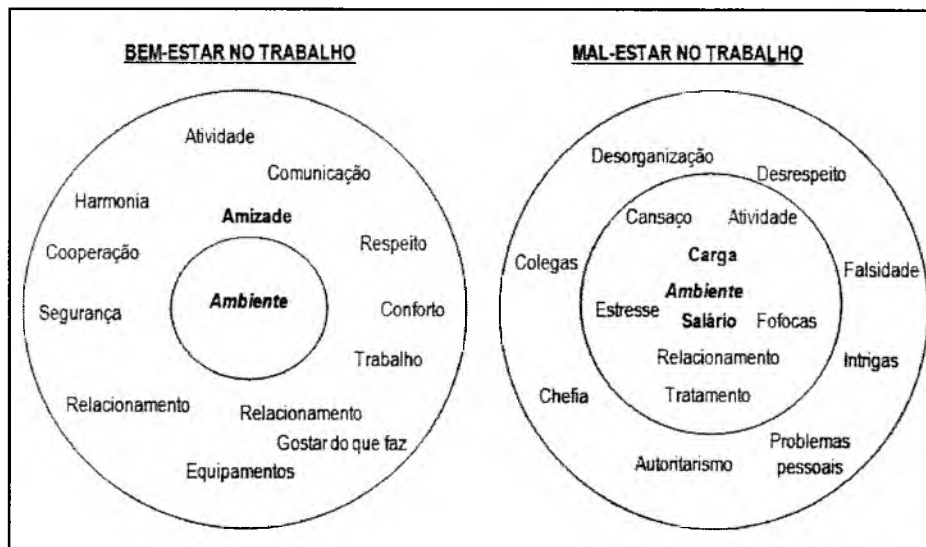 BEM-ESTAR NO TRABALHO
Atividade
Comunicação
Harmonia
Amizade
Respeito
Cooperação
Ambiente
Segurança
Conforto
Trabalho
Relacionamento
Relacionamento
Gostar do que faz
Equipamentos
MAL-ESTAR NO TRABALHO
Desorganização
Desrespeito
Cansaço
Atividade
Carga
Colegas
Falsidade
Ambiente
Estresse
Salário
Fofocas
Relacionamento
Intrigas
Chefia
Tratamento
Problemas
pessoais
Autoritarismo